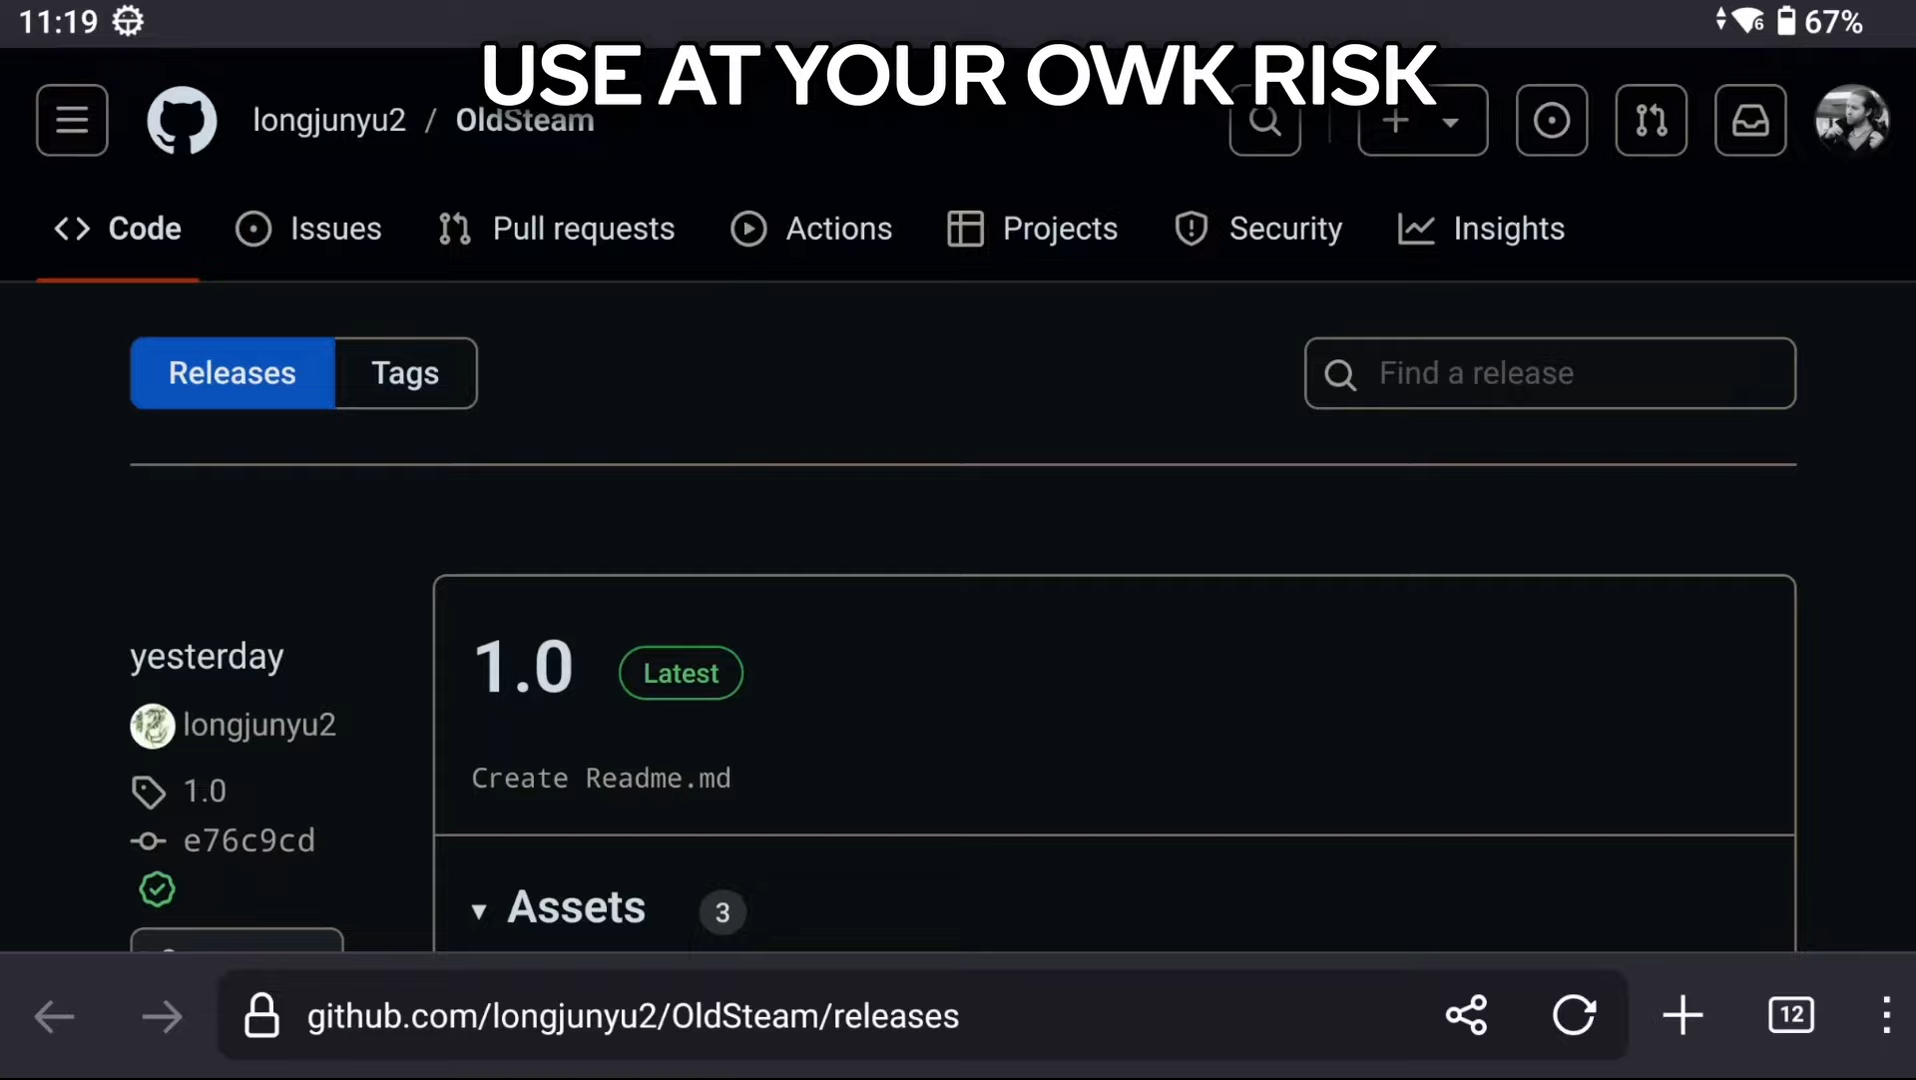 11:19
6 67%
USE AT YOUR OWK RISK
longjunyu2 / OldSteam
Code Issues Pull requests Actions Projects Security Insights
Releases Tags
Find a release
yesterday
longjunyu2
1.0
e76c9cd
1.0 Latest
Create Readme.md
Assets 3
github.com/longjunyu2/OldSteam/releases
12